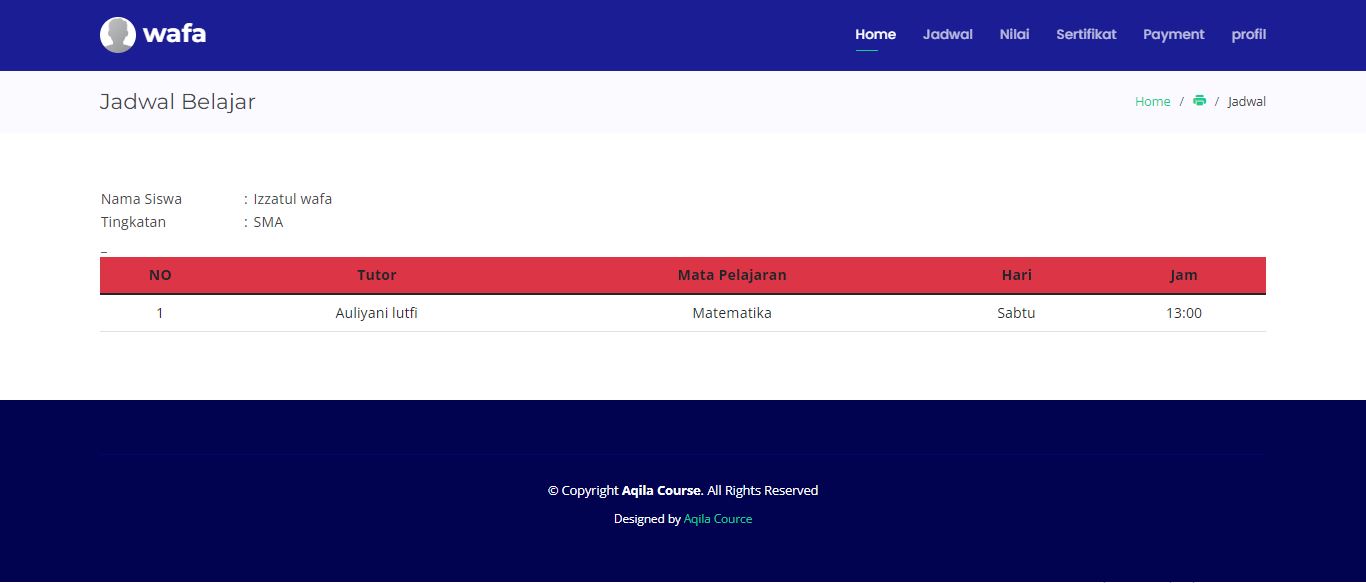 wafa
Home Jadwal Nilai Sertifikat Payment profil
Jadwal Belajar
Home / / Jadwal
Nama Siswa : Izzatul wafa
Tingkatan : SMA
_
NO Tutor Mata Pelajaran Hari Jam
1 Auliyani lutfi Matematika Sabtu 13:00
© Copyright Aqila Course. All Rights Reserved
Designed by Aqila Cource